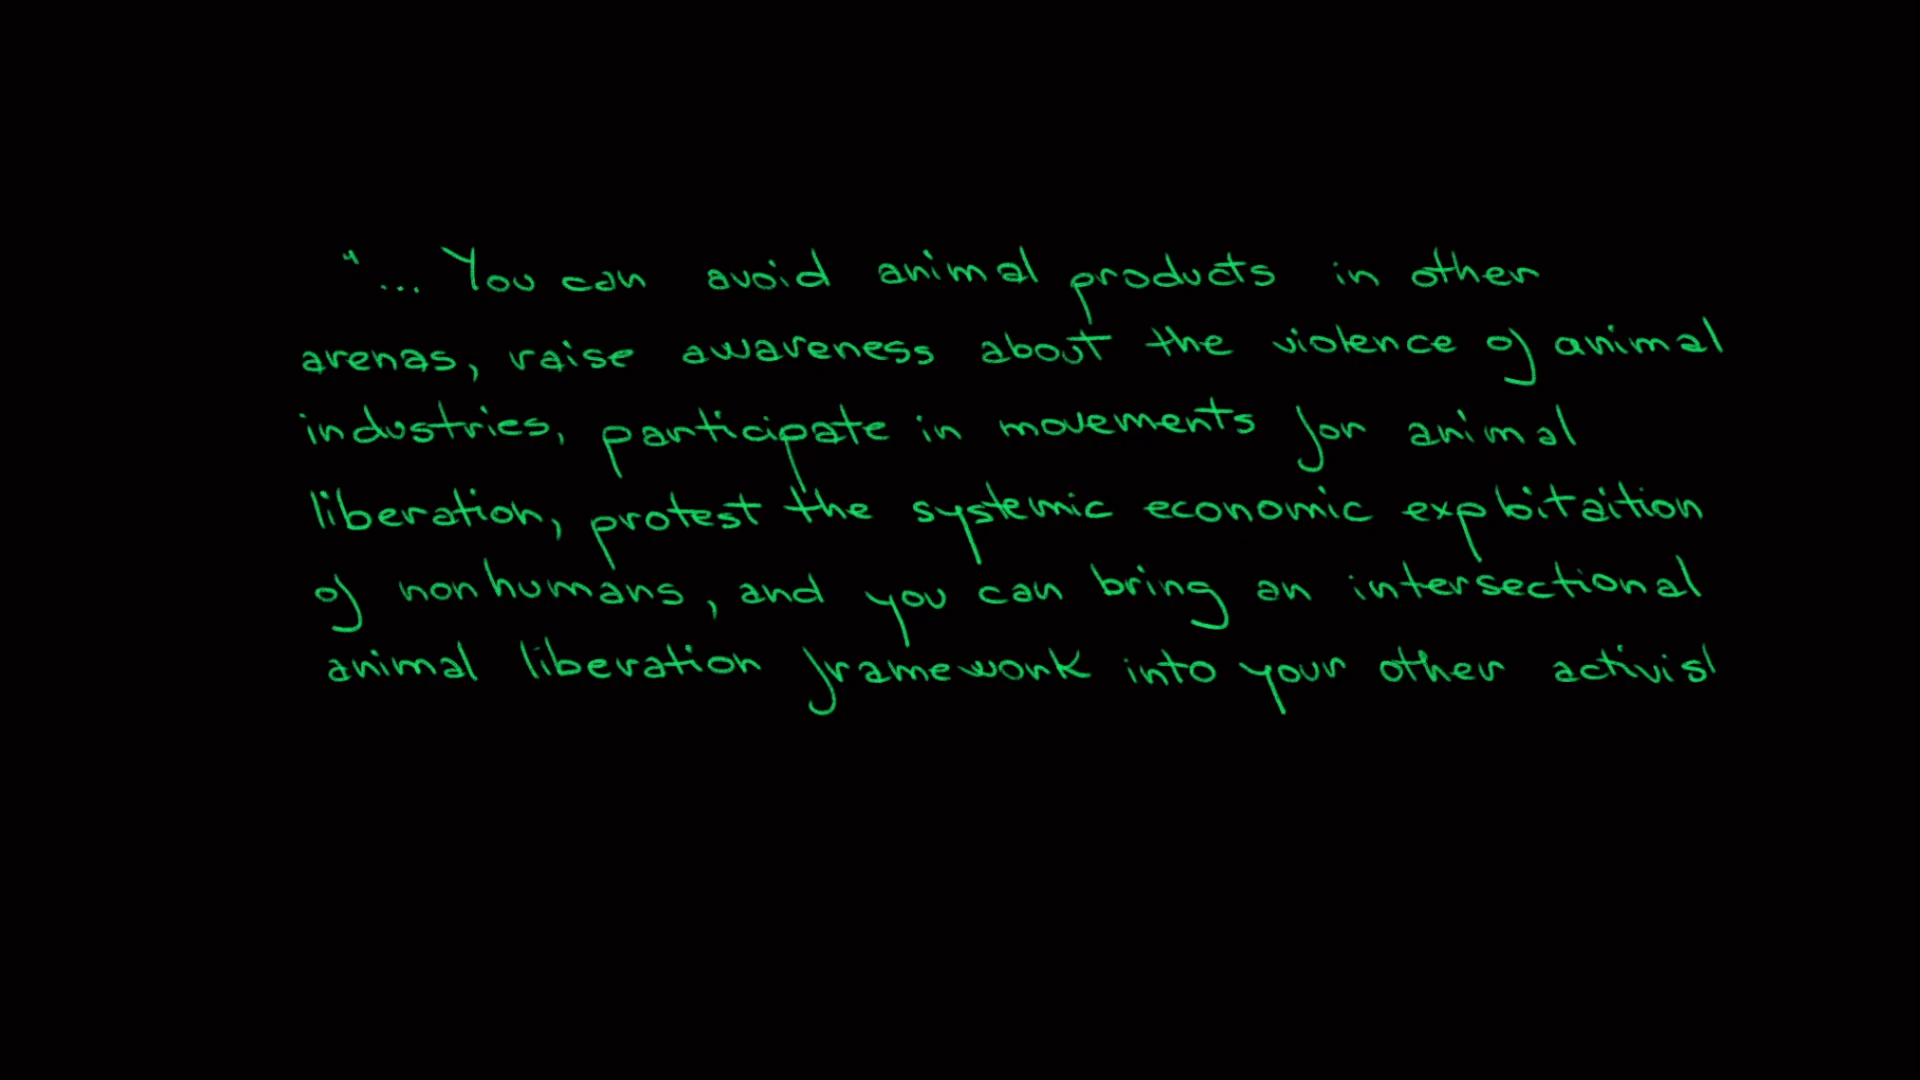 "... You can avoid animal products in other
arenas, raise awareness about the violence of animal
industries, participate in movements for animal
liberation, protest the systemic economic exploitaition
of nonhumans, and you can bring an intersectional
animal liberation framework into your other activis